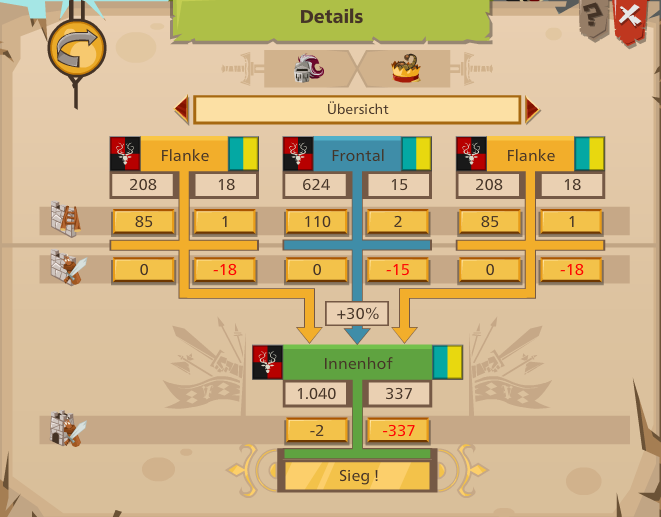 Details
Übersicht
Flanke Frontal Flanke
208 18 624 15 208 18
85 1 110 2 85 1
0 -18 0 -15 0 -18
+30%
Innenhof
1.040 337
-2 -337
Sieg !